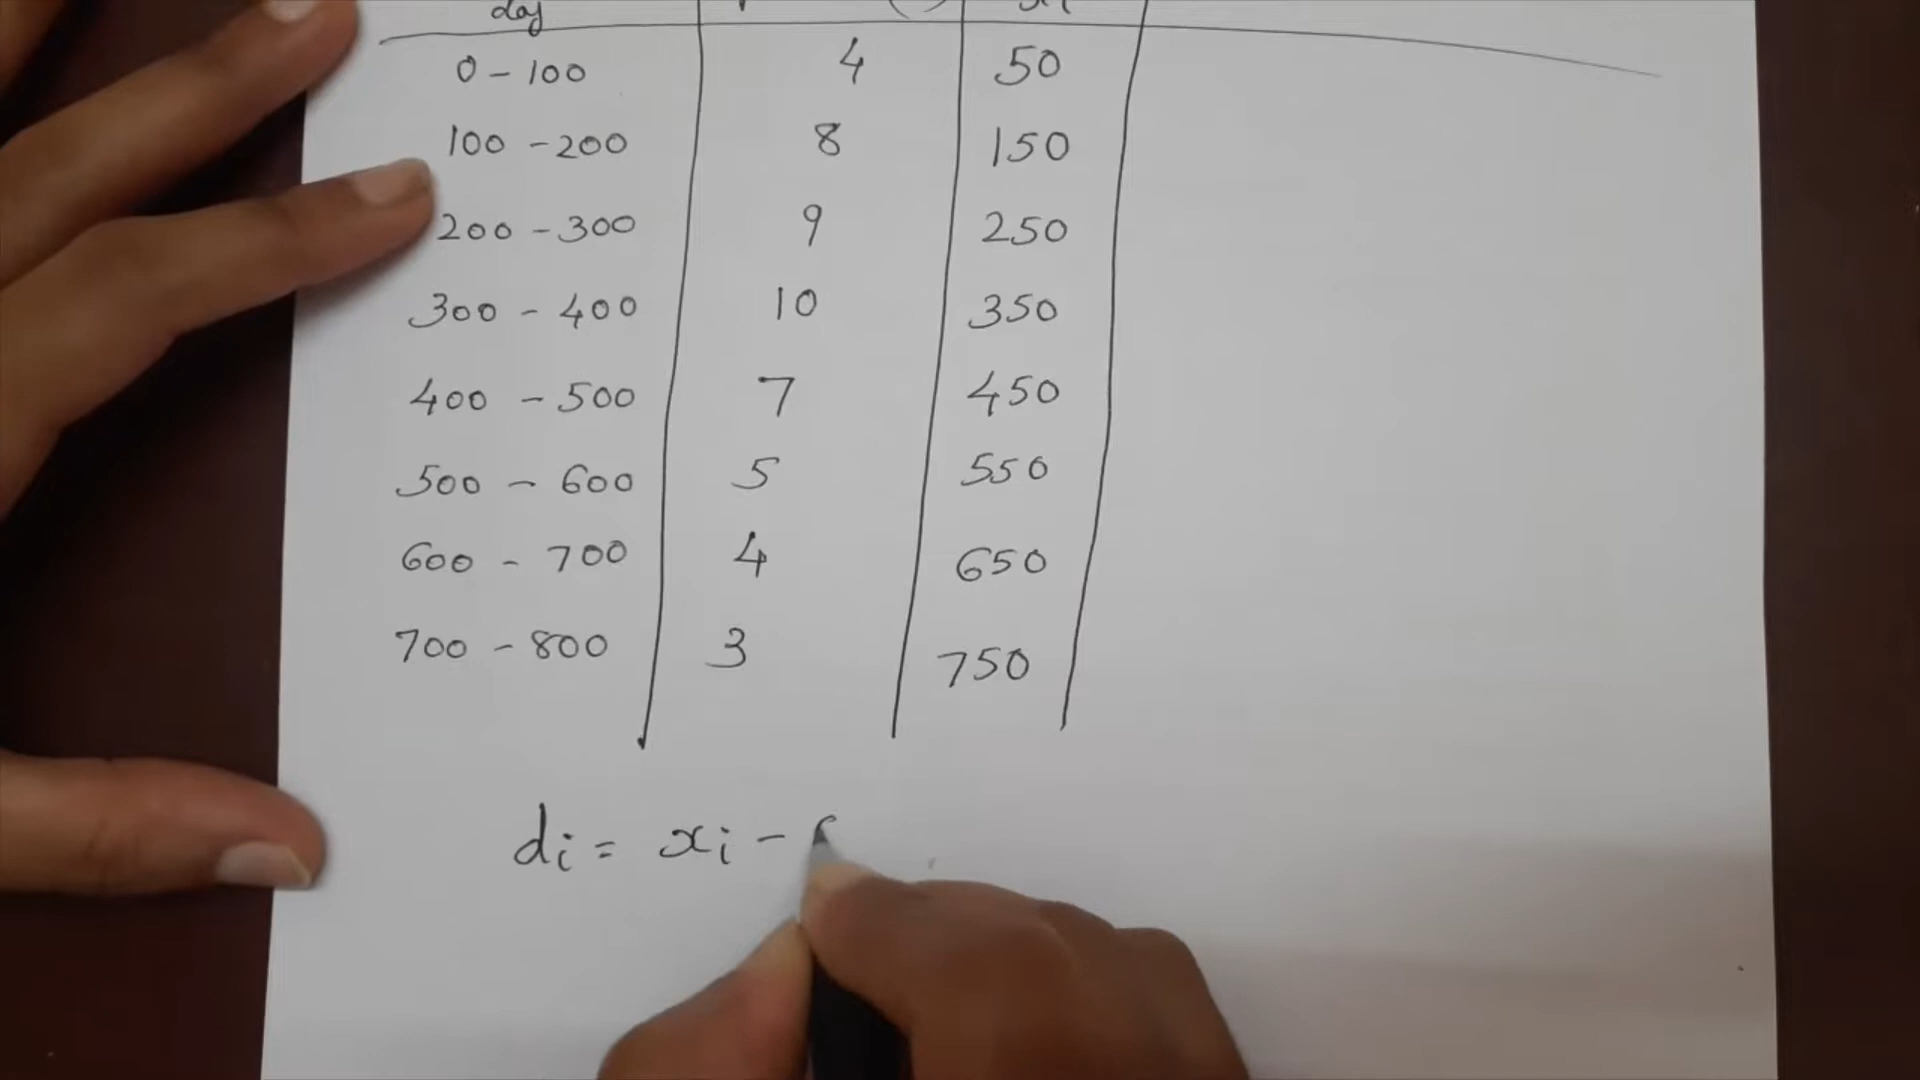 day
0 - 100 4 50
100 - 200 8 150
200 - 300 9 250
300 - 400 10 350
400 - 500 7 450
500 - 600 5 550
600 - 700 4 650
700 - 800 3 750
di = xi -